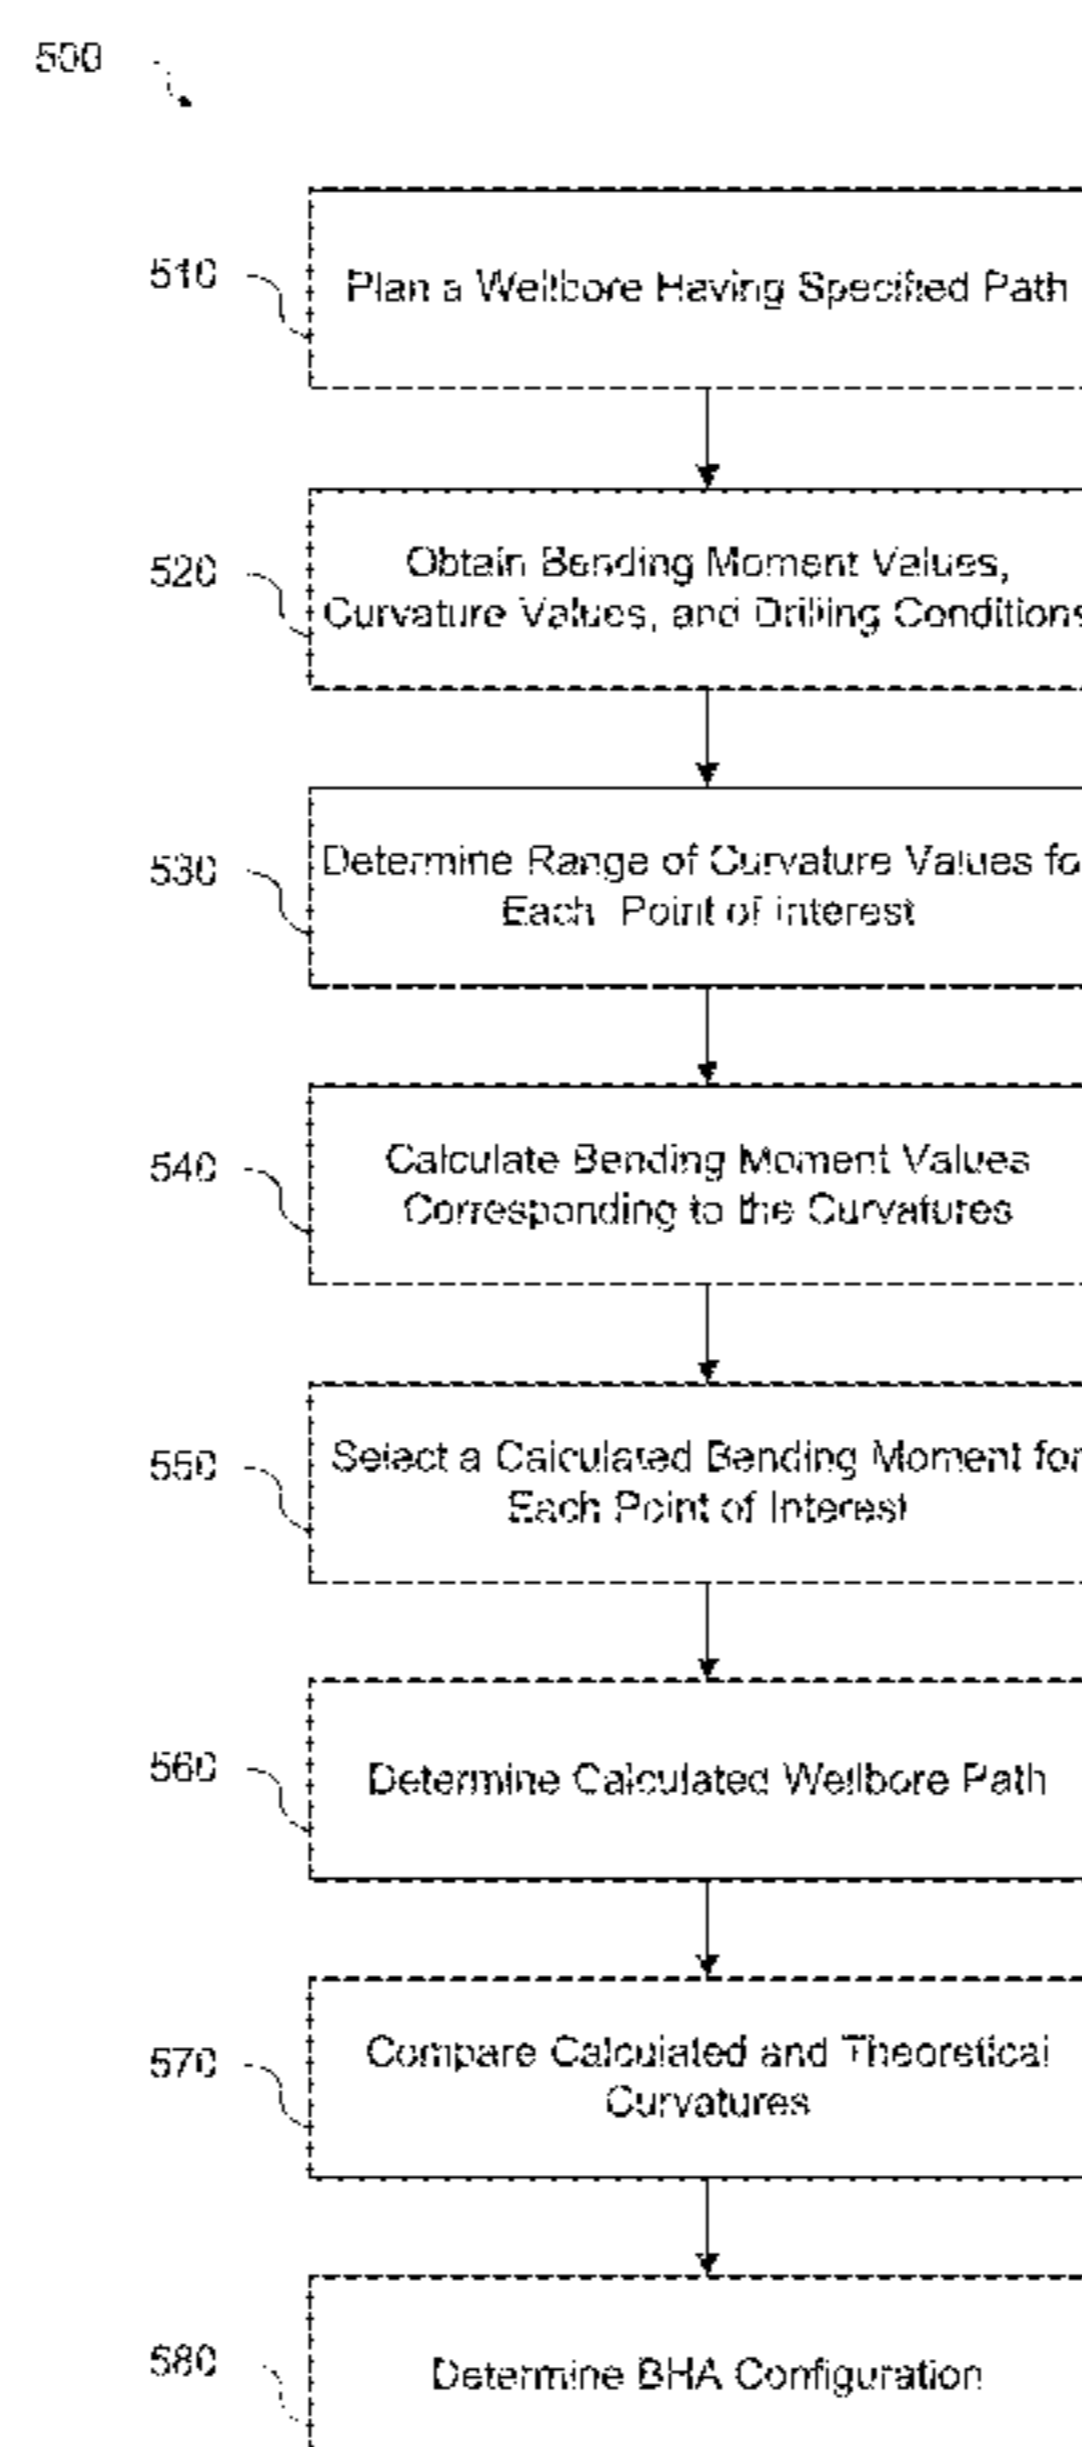 500
510
Plan a Wellbore Having Specified Path
520
Obtain Bending Moment Values,
Curvature Values, and Drilling Conditions
530
Determine Range of Curvature Values fo
Each Point of interest
540
Calculate Bending Moment Values
Corresponding to the Curvatures
550
Select a Calculated Bending Moment for
Each Point of Interest
560
Determine Calculated Wellbore Path
570
Compare Calculated and Theoretical
Curvatures
580
Determine BHA Configuration